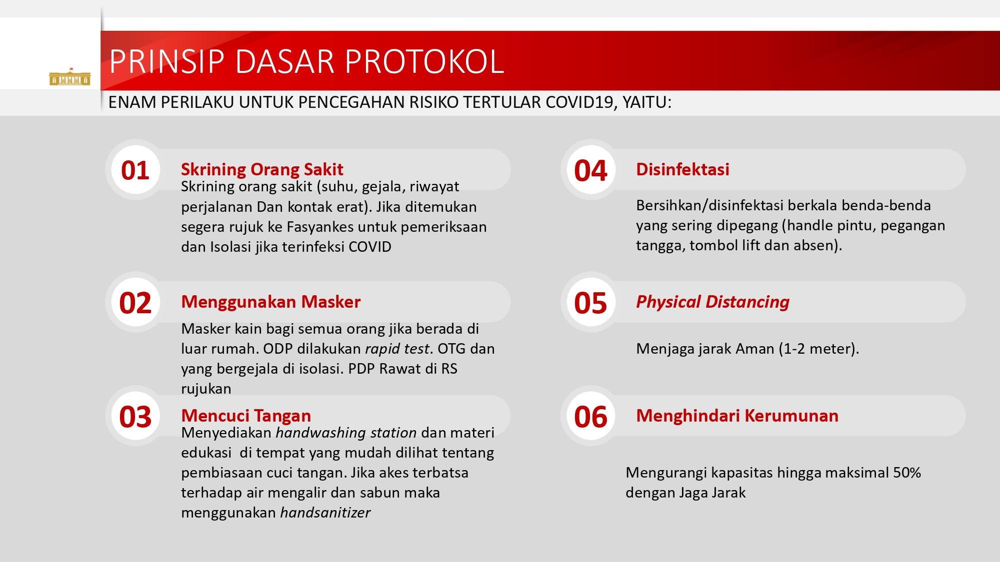 PRINSIP DASAR PROTOKOL
ENAM PERILAKU UNTUK PENCEGAHAN RISIKO TERTULAR COVID19, YAITU:
01
Skrining Orang Sakit
Skrining orang sakit (suhu, gejala, riwayat
perjalanan Dan kontak erat). Jika ditemukan
segera rujuk ke Fasyankes untuk pemeriksaan
dan Isolasi jika terinfeksi COVID
02
Menggunakan Masker
Masker kain bagi semua orang jika berada di
luar rumah. ODP dilakukan rapid test. OTG dan
yang bergejala di isolasi. PDP Rawat di RS
rujukan
03
Mencuci Tangan
Menyediakan handwashing station dan materi
edukasi  di tempat yang mudah dilihat tentang
pembiasaan cuci tangan. Jika akes terbatsa
terhadap air mengalir dan sabun maka
menggunakan handsanitizer
04
Disinfektasi
Bersihkan/disinfektasi berkala benda-benda
yang sering dipegang (handle pintu, pegangan
tangga, tombol lift dan absen).
05
Physical Distancing
Menjaga jarak Aman (1-2 meter).
06
Menghindari Kerumunan
Mengurangi kapasitas hingga maksimal 50%
dengan Jaga Jarak